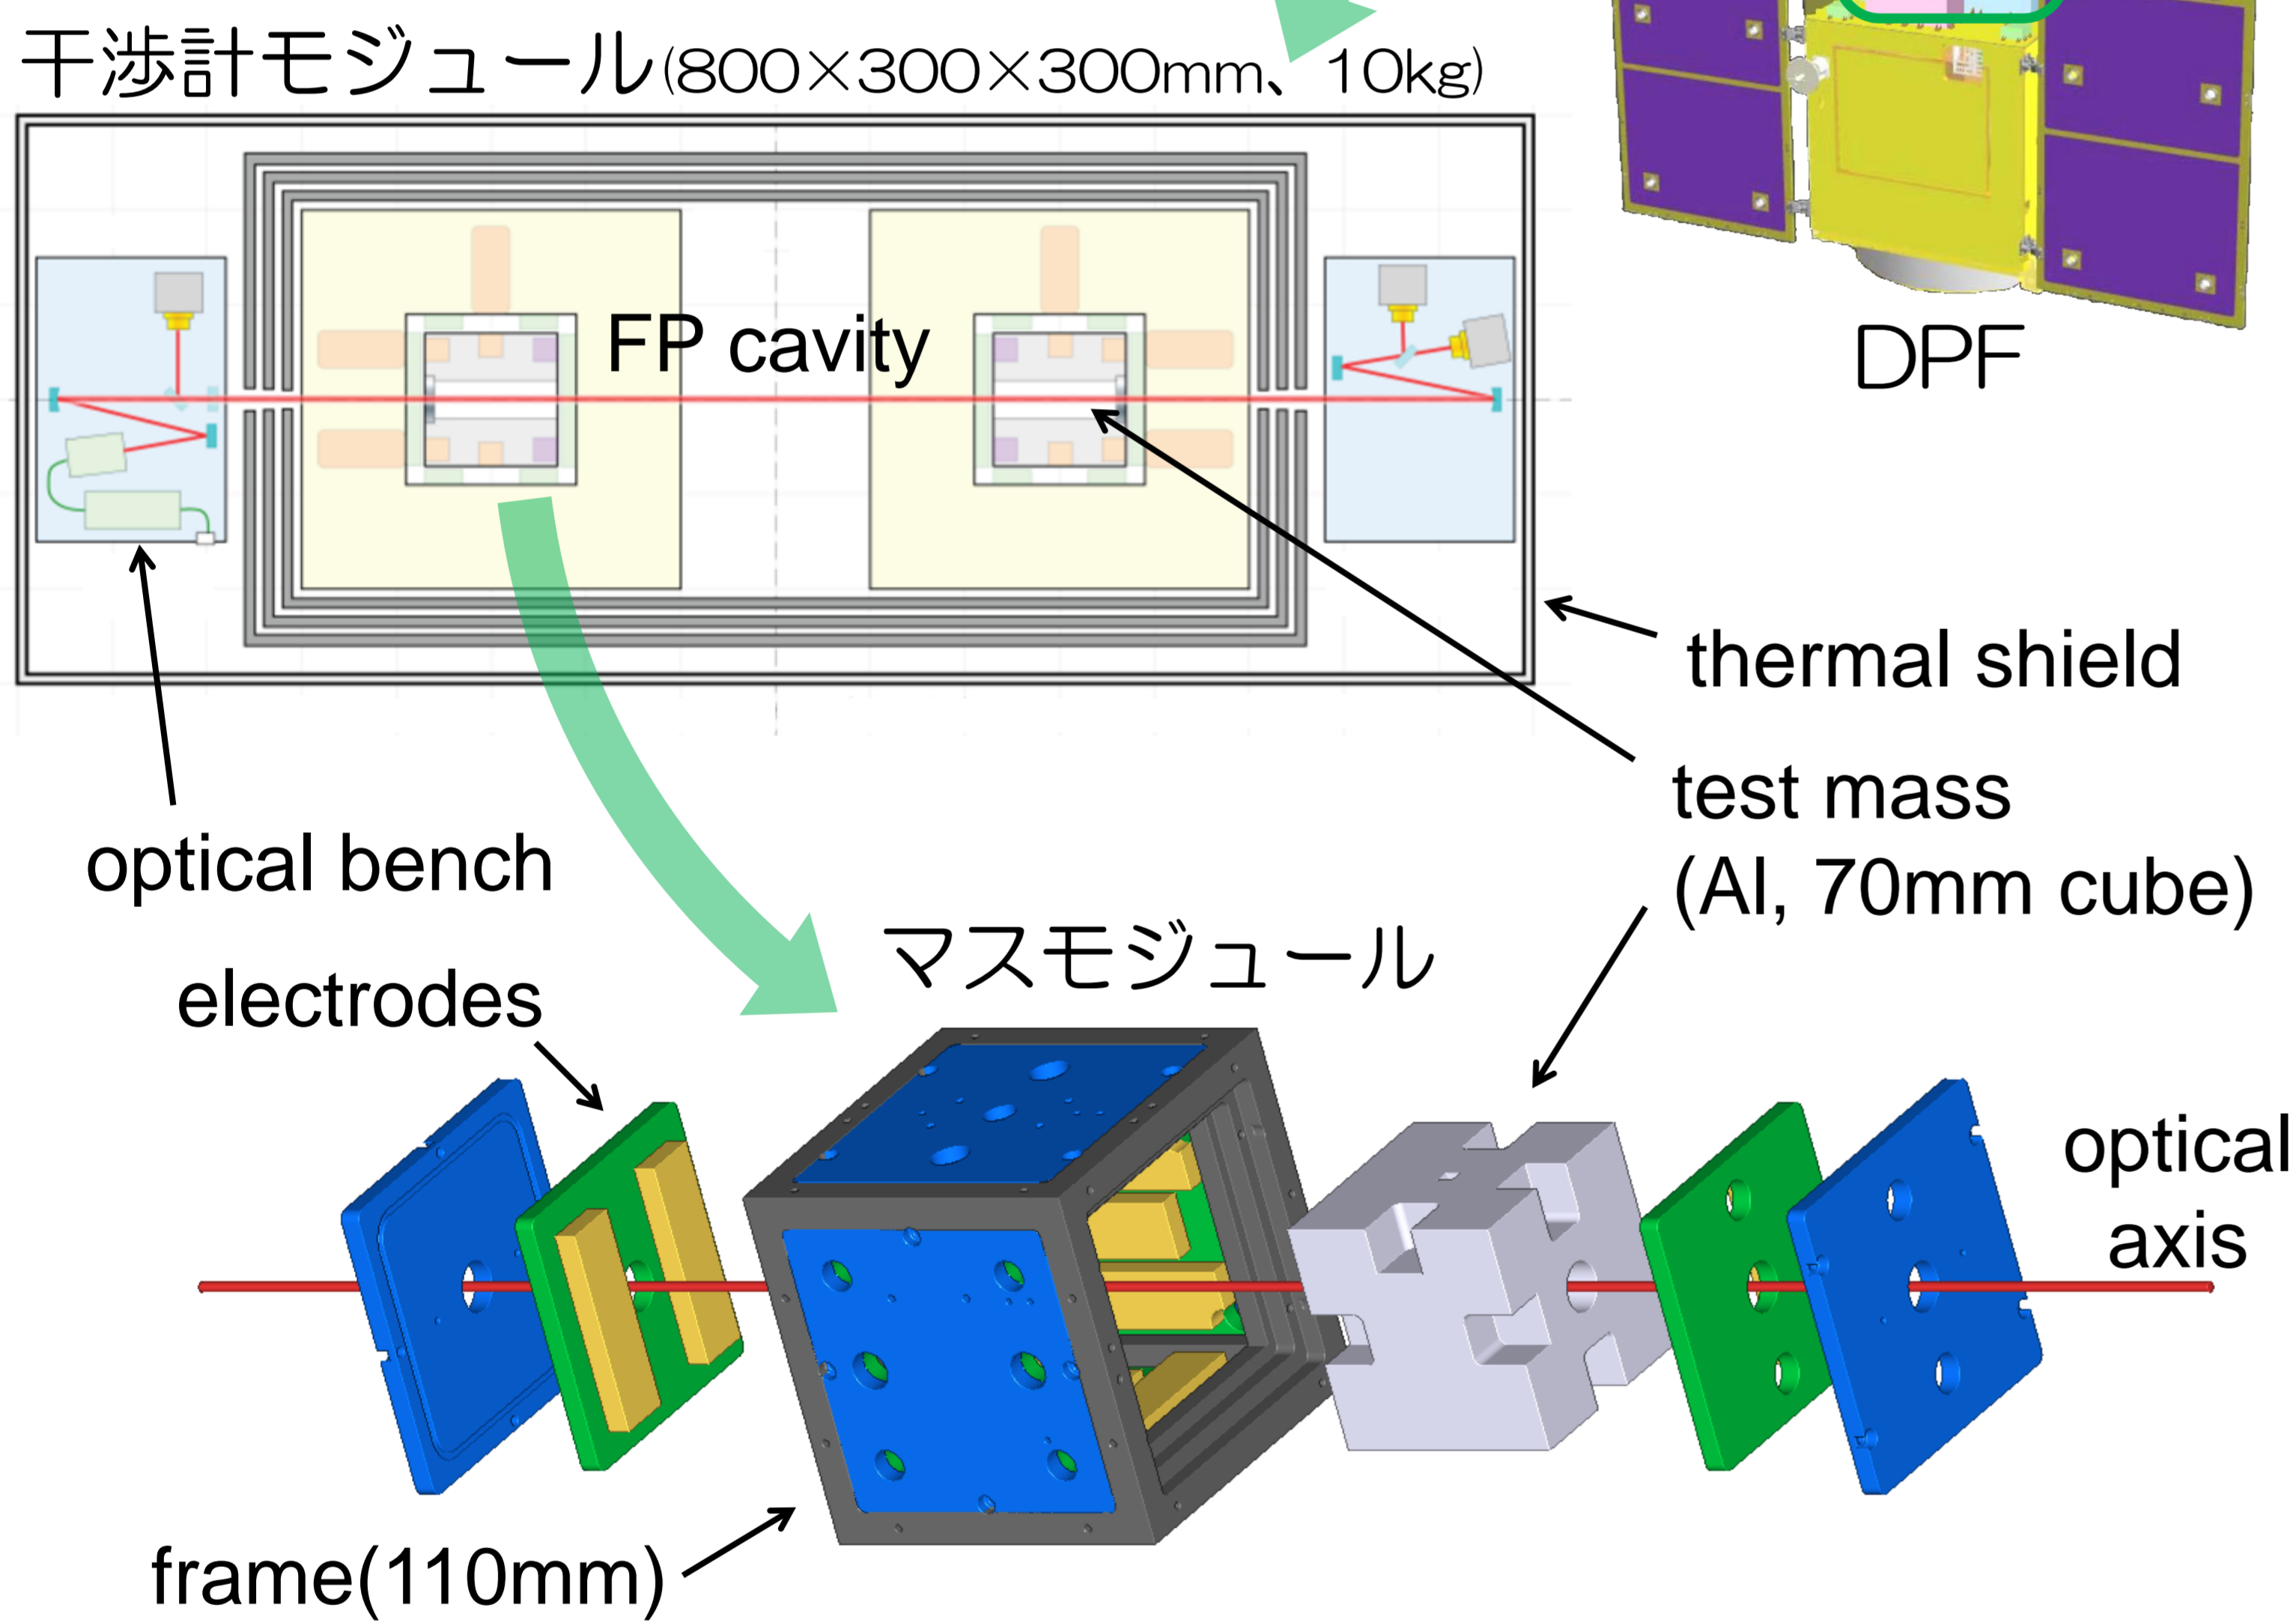 干渉計モジュール(800×300×300mm、10kg)
FP cavity
DPF
thermal shield
test mass
(Al, 70mm cube)
optical bench
マスモジュール
electrodes
optical
axis
frame(110mm)